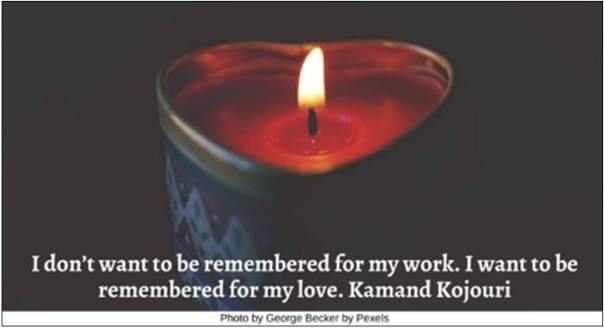 I don't want to be remembered for my work. I want to be
remembered for my love. Kamand Kojouri
Photo by George Becker by Pexels